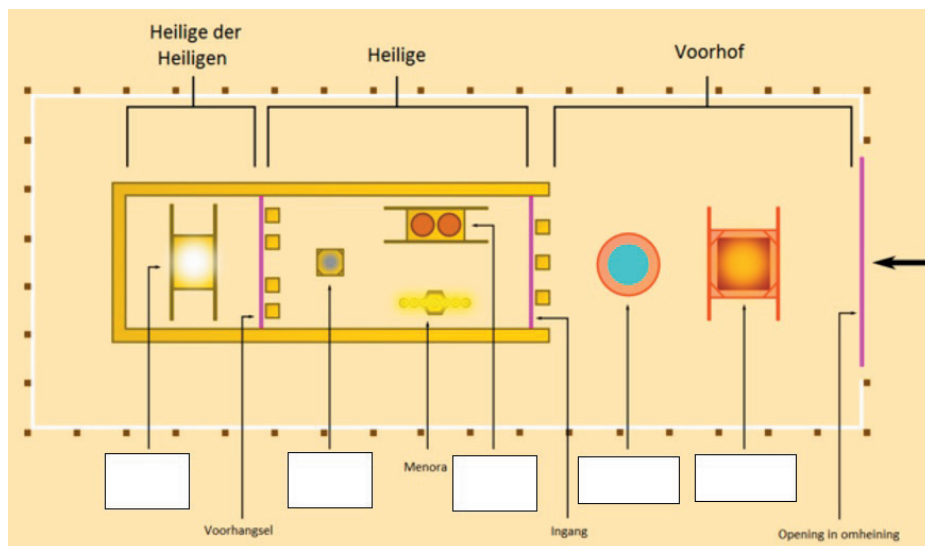 Heilige der
Heiligen
Heilige
Voorhof
Menora
Voorhangsel
Ingang
Opening in omheining